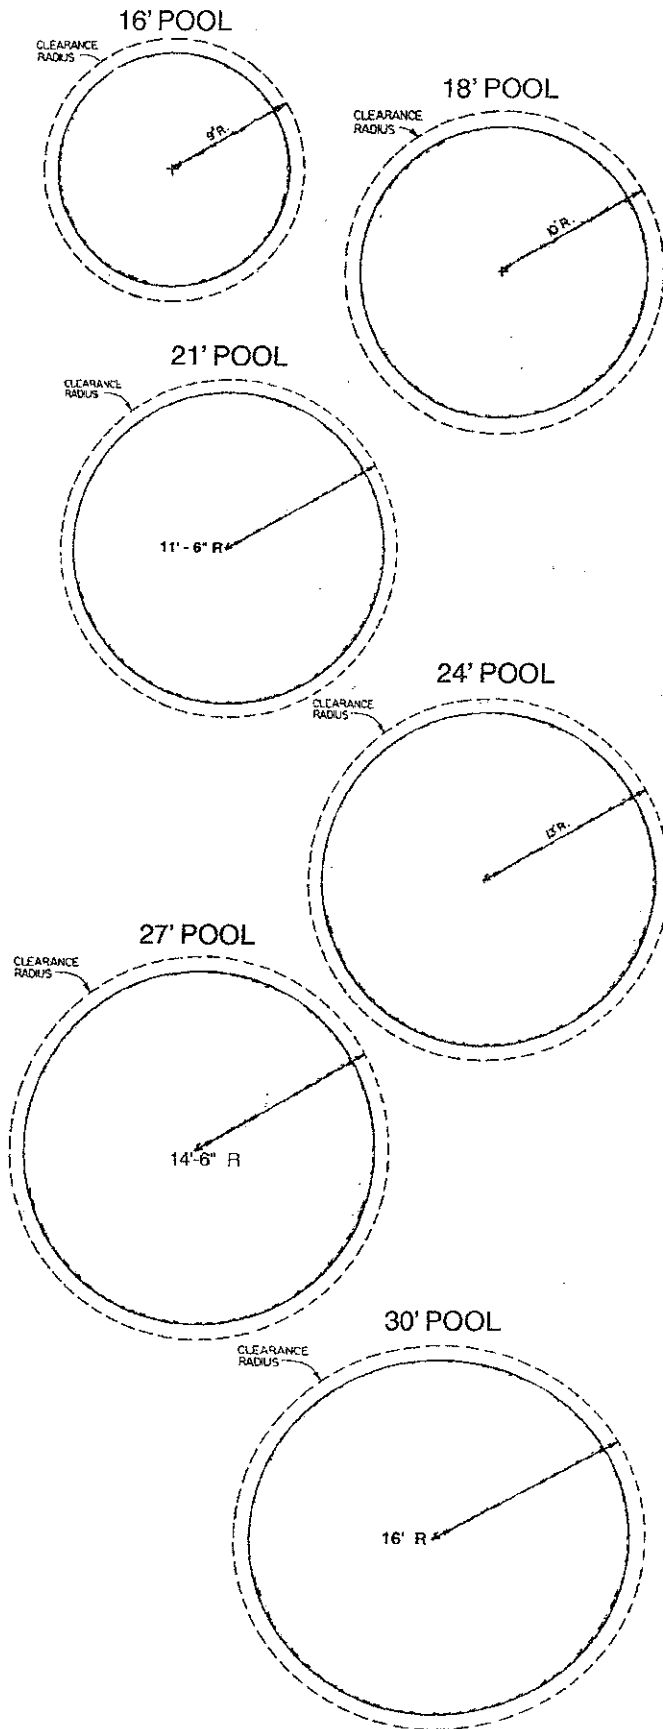 16' POOL
CLEARANCE
RADIUS
9' R.
18' POOL
CLEARANCE
RADIUS
10' R.
21' POOL
CLEARANCE
RADIUS
11' - 6" R
24' POOL
CLEARANCE
RADIUS
13' R.
27' POOL
CLEARANCE
RADIUS
14'-6" R
30' POOL
CLEARANCE
RADIUS
16' R